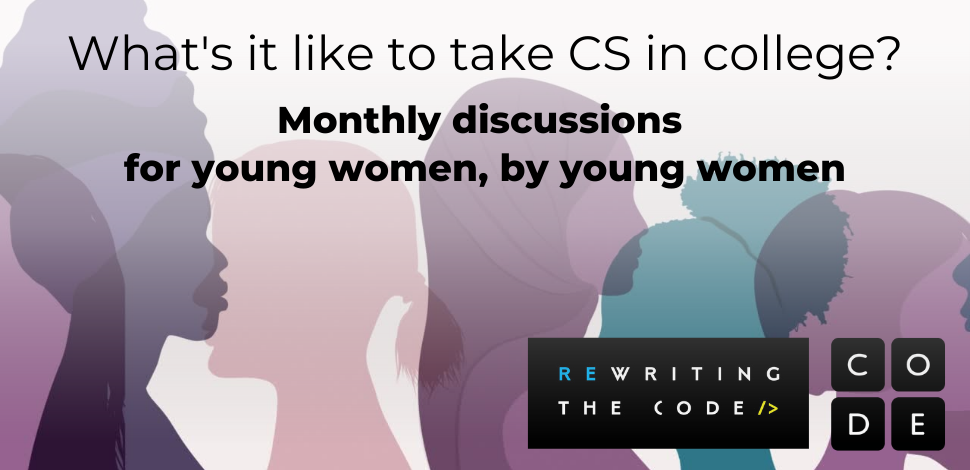 What's it like to take CS in college?
Monthly discussions
for young women, by young women
REWRITING
THE CODE/>
C O
D E